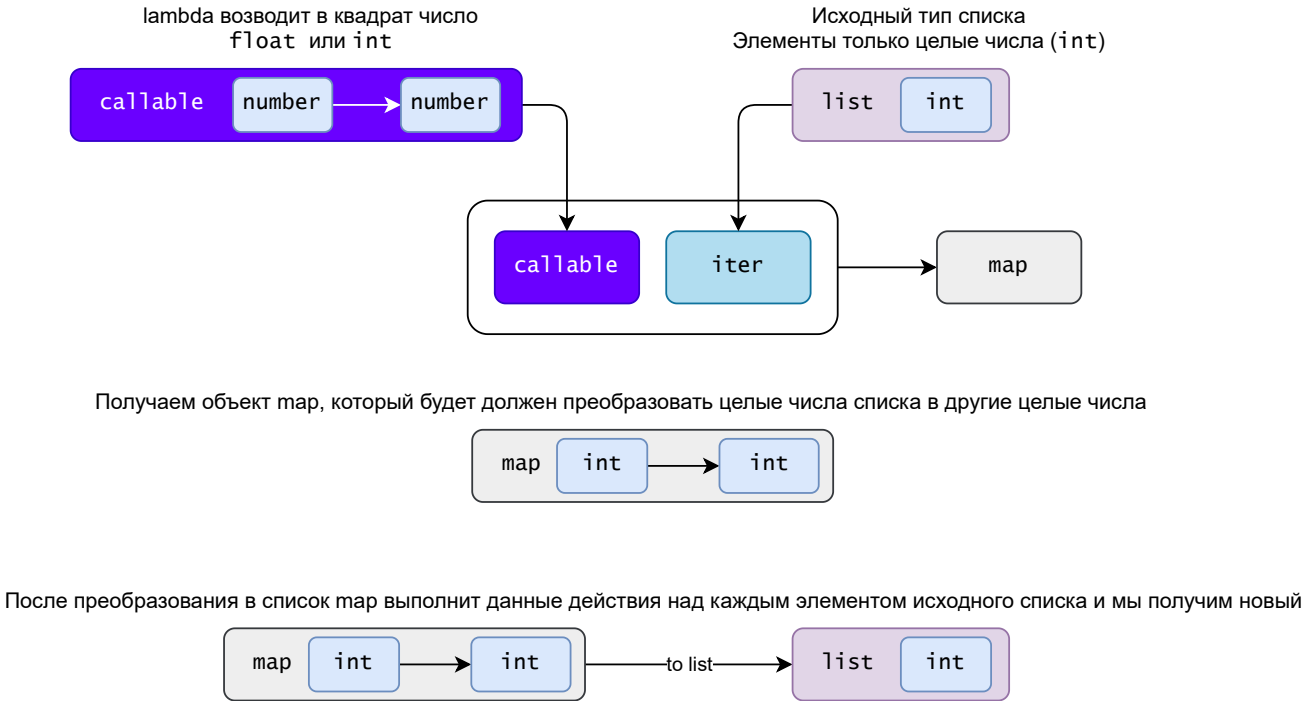 lambda возводит в квадрат число
float или int
Исходный тип списка
Элементы только целые числа (int)
callable number number
list int
callable iter map
Получаем объект map, который будет должен преобразовать целые числа списка в другие целые числа
map int int
После преобразования в список map выполнит данные действия над каждым элементом исходного списка и мы получим новый
map int int to list list int